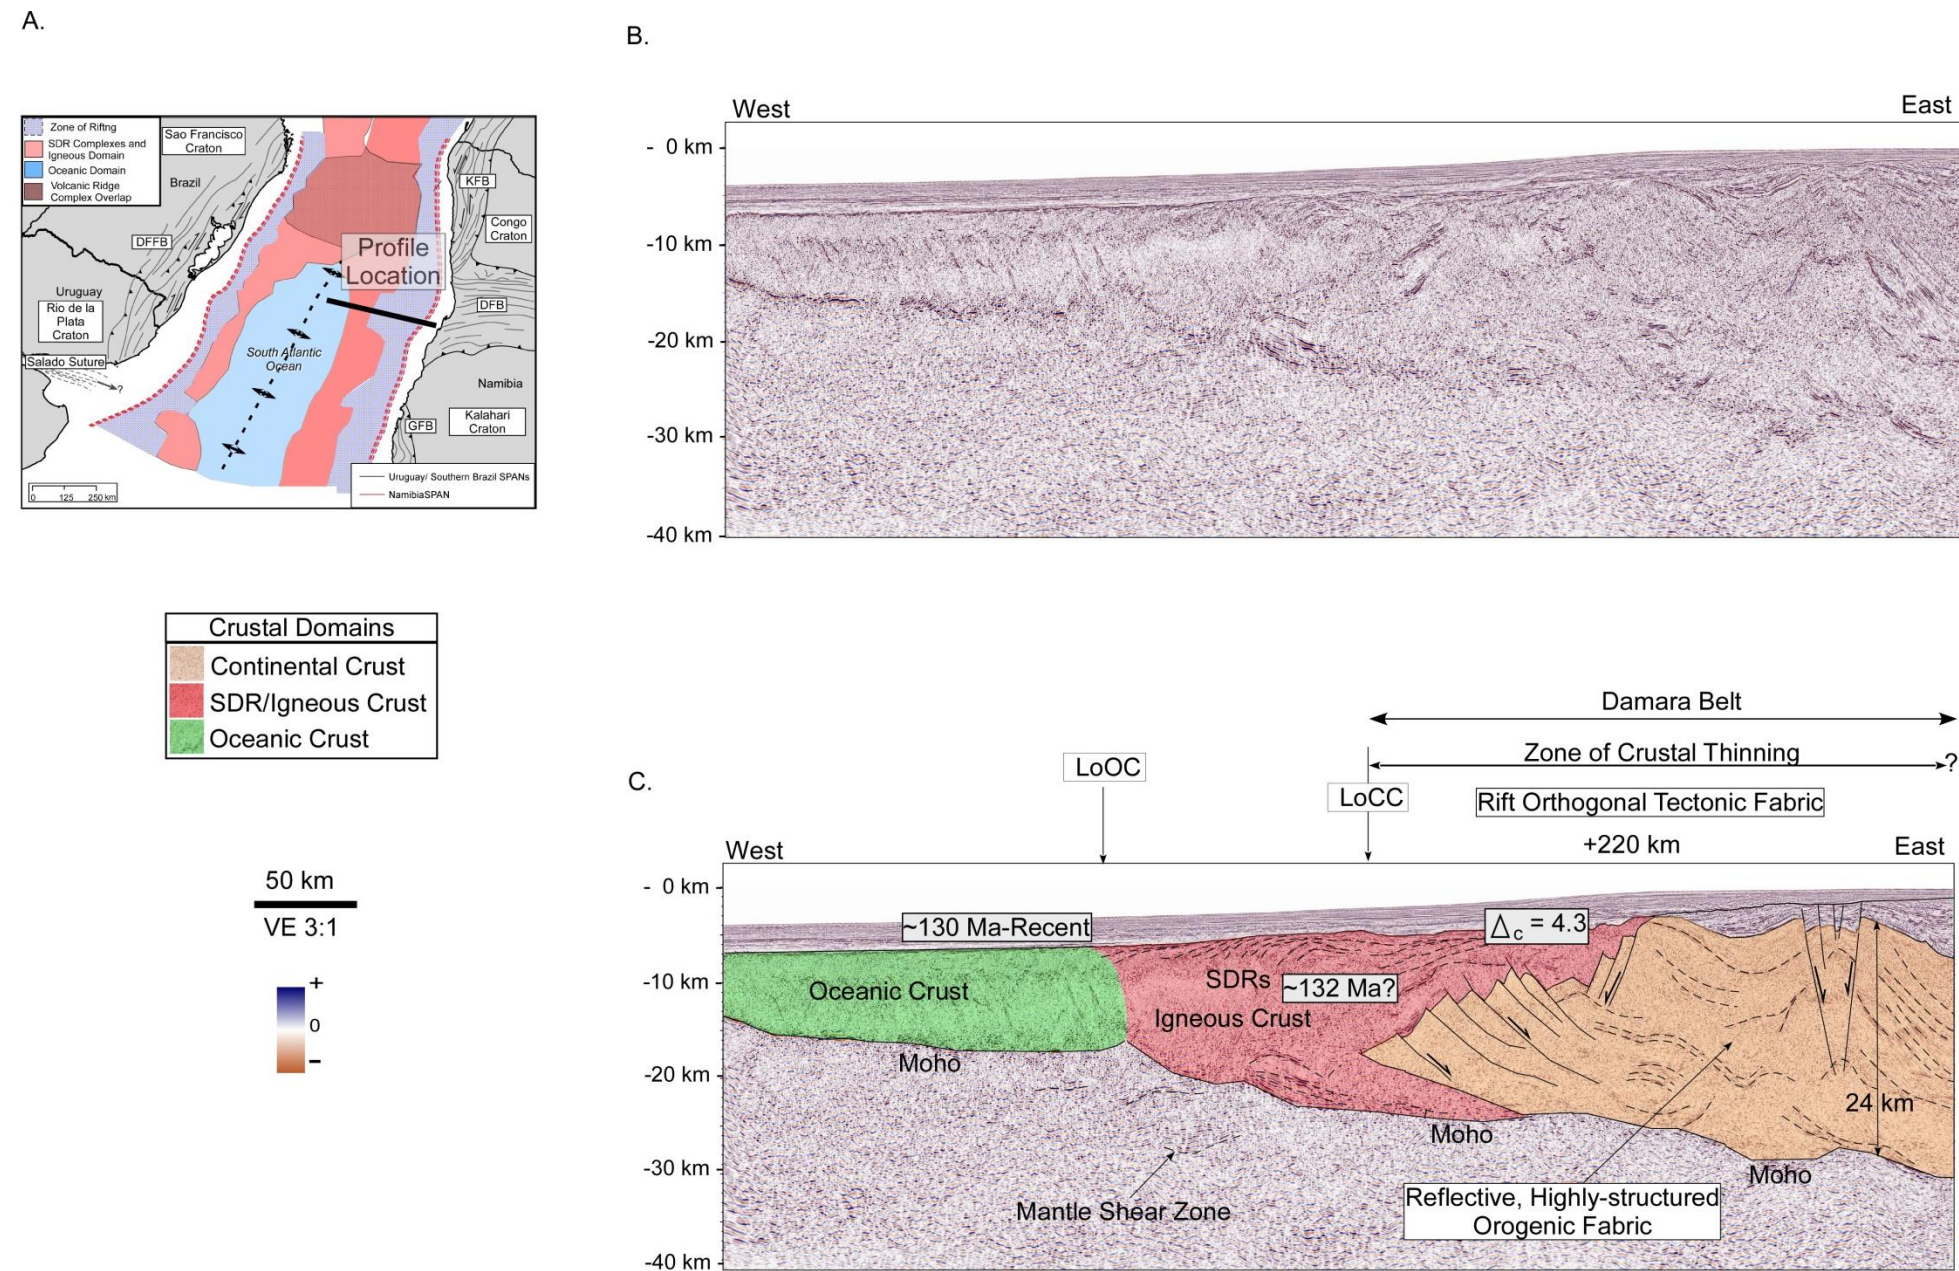 A.
Zone of Riftng
SDR Complexes and
Igneous Domain
Oceanic Domain
Volcanic Ridge
Complex Overlap
Sao Francisco
Craton
Brazil
DFFB
Uruguay
Rio de la
Plata
Craton
Salado Suture
?
KFB
Congo
Craton
Profile
Location
DFB
South Atlantic
Ocean
Namibia
Kalahari
Craton
GFB
Uruguay/ Southern Brazil SPANs
NamibiaSPAN
0 125 250 km
B.
West
East
- 0 km
-10 km
-20 km
-30 km
-40 km
Crustal Domains
Continental Crust
SDR/Igneous Crust
Oceanic Crust
50 km
VE 3:1
+
0
–
C.
Damara Belt
Zone of Crustal Thinning
?
LoOC
LoCC
Rift Orthogonal Tectonic Fabric
+220 km
West
East
- 0 km
-10 km
-20 km
-30 km
-40 km
~130 Ma-Recent
Δc = 4.3
Oceanic Crust
SDRs
~132 Ma?
Igneous Crust
Moho
24 km
Moho
Moho
Mantle Shear Zone
Reflective, Highly-structured
Orogenic Fabric